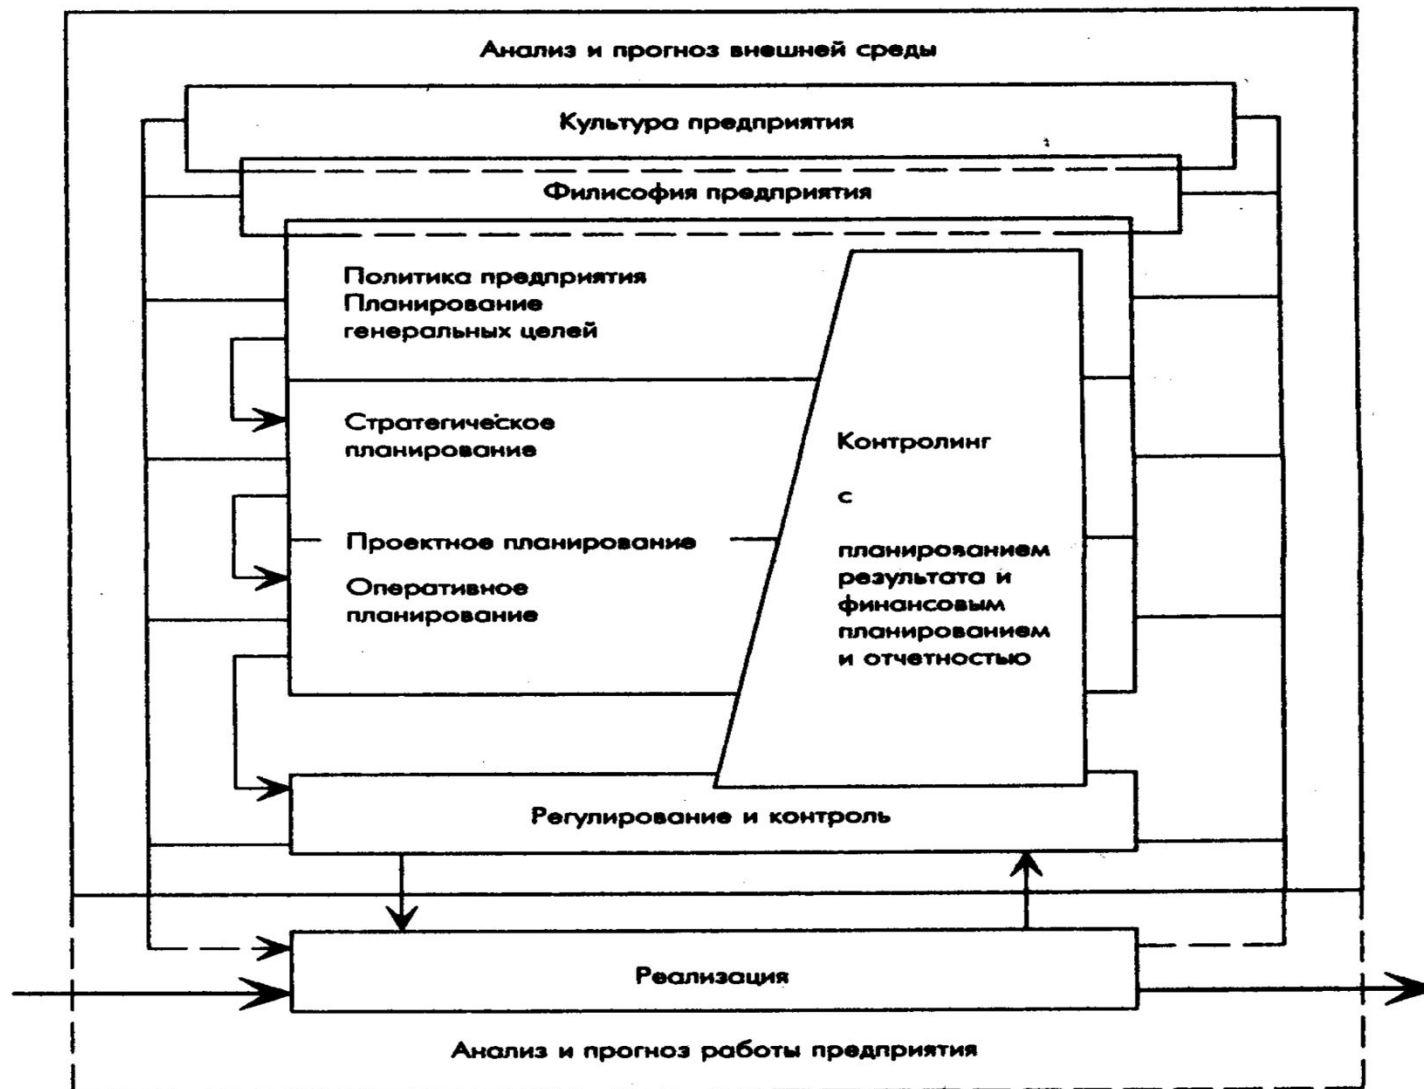 Анализ и прогноз внешней среды
Культура предприятия
Филисофия предприятия
Политика предприятия
Планирование
генеральных целей
Стратегическое
планирование
Проектное планирование
Оперативное
планирование
Контролинг
с
планированием
результата и
финансовым
планированием
и отчетностью
Регулирование и контроль
Реализация
Анализ и прогноз работы предприятия